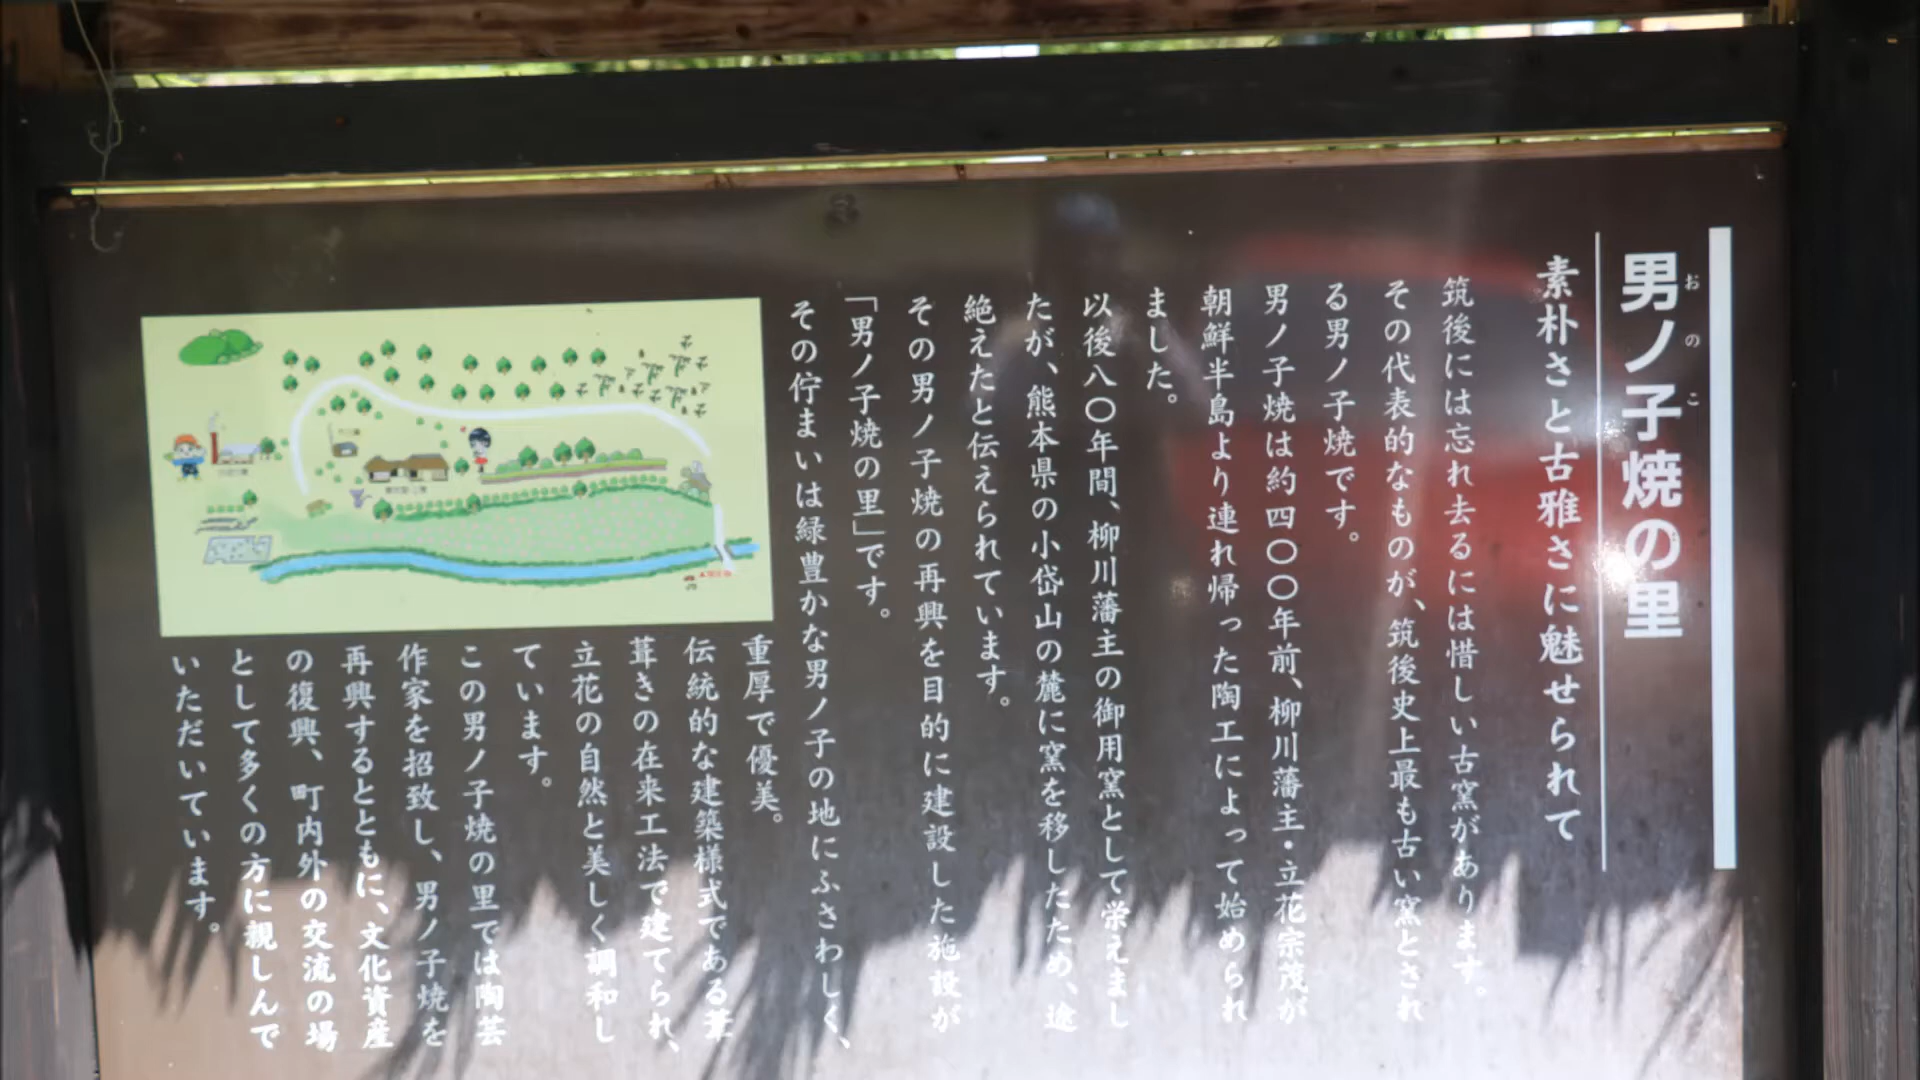 男ノ子焼の里
おのこ
素朴さと古雅さに魅せられて
筑後には忘れ去るには惜しい古窯があります。
その代表的なものが、筑後史上最も古い窯とされ
る男ノ子焼です。
男ノ子焼は約四〇〇年前、柳川藩主・立花宗茂が
朝鮮半島より連れ帰った陶工によって始められ
ました。
以後八〇年間、柳川藩主の御用窯として栄えまし
たが、熊本県の小岱山の麓に窯を移したため、途
絶えたと伝えられています。
その男ノ子焼の再興を目的に建設した施設が
「男ノ子焼の里」です。
その佇まいは緑豊かな男ノ子の地にふさわしく、
重厚で優美。
伝統的な建築様式である茅
葺きの在来工法で建てられ、
立花の自然と美しく調和し
ています。
この男ノ子焼の里では陶芸
作家を招致し、男ノ子焼を
再興するとともに、文化資産
の復興、町内外の交流の場
として多くの方に親しんで
いただいています。